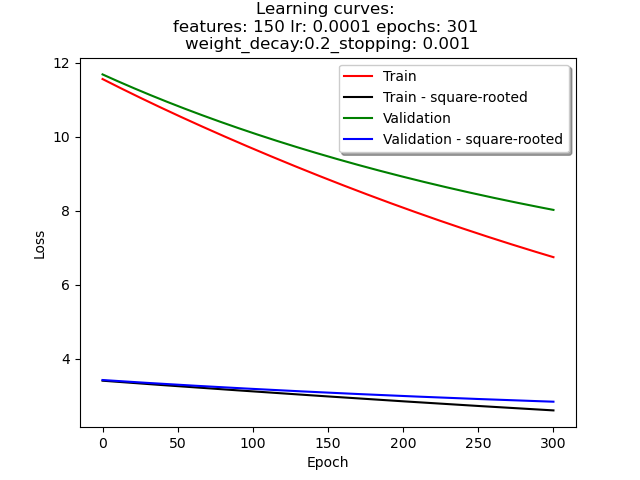 Learning curves:
features: 150 lr: 0.0001 epochs: 301
weight_decay:0.2_stopping: 0.001
Train
Train - square-rooted
Validation
Validation - square-rooted
12
10
8
6
4
Loss
0 50 100 150 200 250 300
Epoch